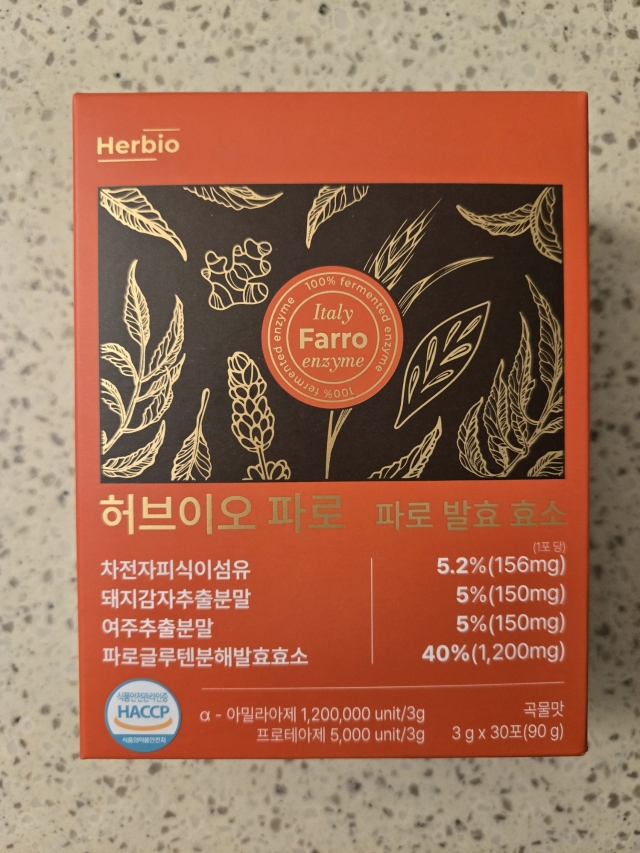 Herbio
100% fermented enzyme
Italy
Farro
enzyme
100% fermented enzyme
허브이오 파로 파로 발효 효소
(1포 당)
차전자피식이섬유 5.2%(156mg)
돼지감자추출분말 5%(150mg)
여주추출분말 5%(150mg)
파로글루텐분해발효효소 40%(1,200mg)
식품안전관리인증
HACCP
식품의약품안전처
α - 아밀라아제 1,200,000 unit/3g 곡물맛
프로테아제 5,000 unit/3g 3 g x 30포(90 g)